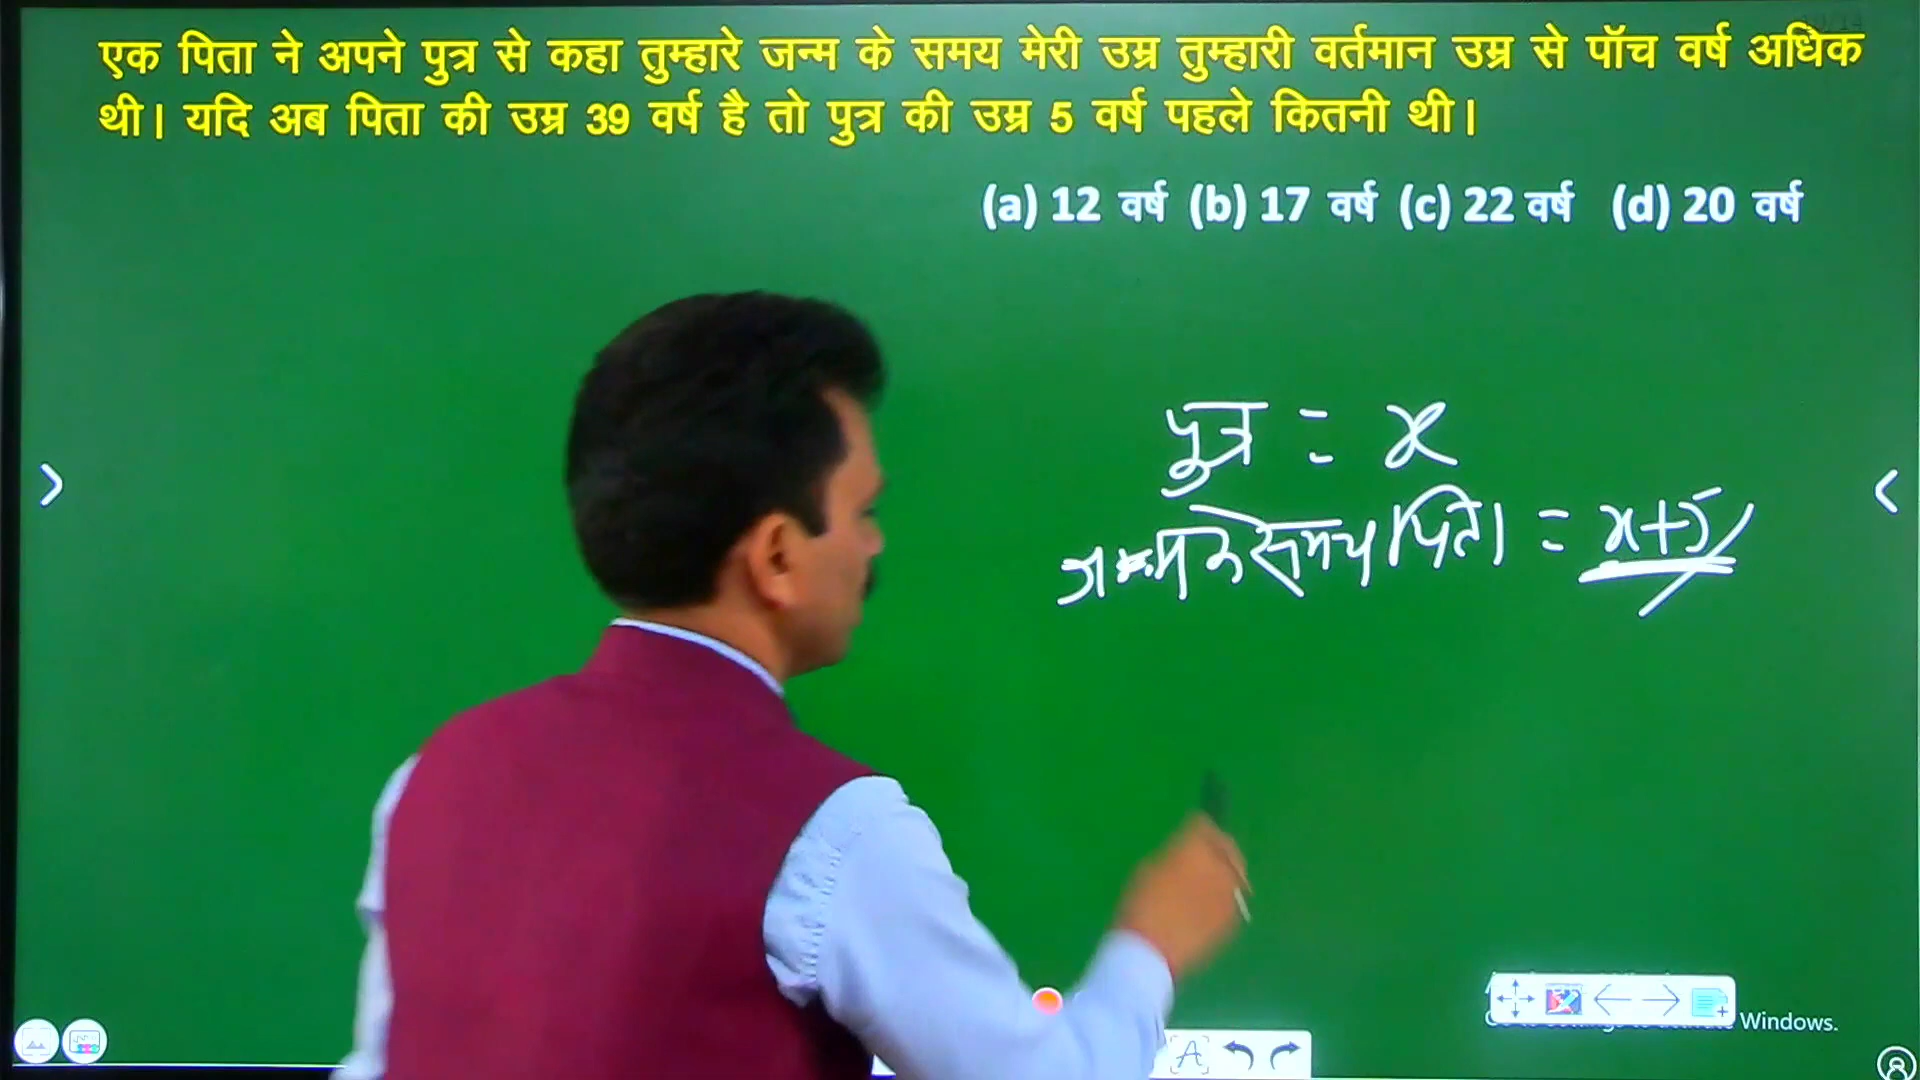 एक पिता ने अपने पुत्र से कहा तुम्हारे जन्म के समय मेरी उम्र तुम्हारी वर्तमान उम्र से पॉच वर्ष अधिक
थी। यदि अब पिता की उम्र 39 वर्ष है तो पुत्र की उम्र 5 वर्ष पहले कितनी थी।
(a) 12 वर्ष (b) 17 वर्ष (c) 22 वर्ष (d) 20 वर्ष
पुत्र = x
जन्म के समय पिता = x+5
Windows.